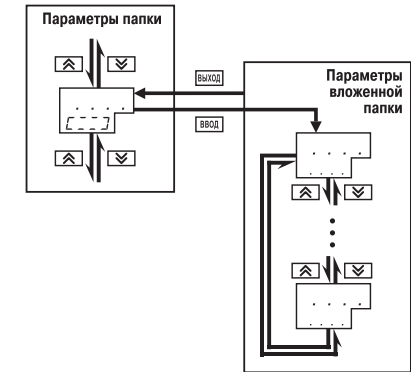 Параметры папки
ВЫХОД
ВВОД
Параметры
вложенной
папки